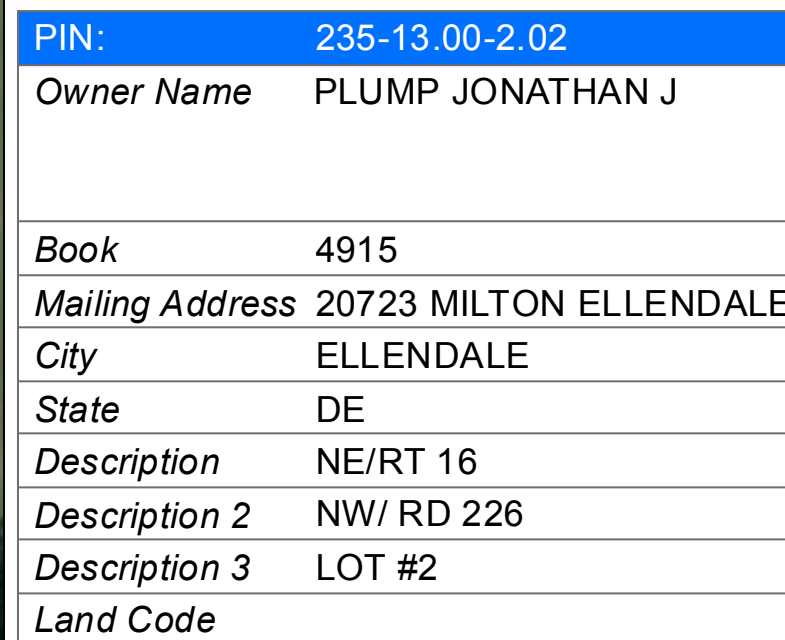 PIN: 235-13.00-2.02
Owner Name PLUMP JONATHAN J
Book 4915
Mailing Address 20723 MILTON ELLENDALE
City ELLENDALE
State DE
Description NE/RT 16
Description 2 NW/ RD 226
Description 3 LOT #2
Land Code